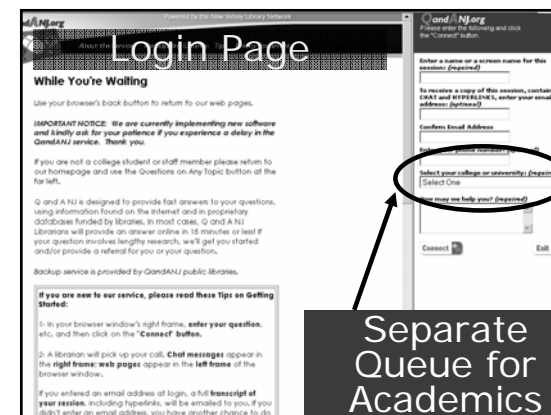 dANJ.org
Powered by the New Jersey Library Network
About the Service
Login Page
While You're Waiting
Use your browser's back button to return to our web pages.
IMPORTANT NOTICE: We are currently implementing new software
and kindly ask for your patience if you experience a delay in the
QandANJ service. Thank you.
If you are not a college student or staff member please return to
our homepage and use the Questions on Any Topic button at the
far left.
Q and A NJ is designed to provide fast answers to your questions,
using information found on the Internet and in proprietary
databases funded by libraries. In most cases, Q and A NJ
Librarians will provide an answer online in 15 minutes or less! If
your question involves lengthy research, we'll get you started
and/or provide a referral for you or your question.
Backup service is provided by QandANJ public libraries.
If you are new to our service, please read these Tips on Getting
Started:
1- In your browser window's right frame, enter your question,
etc. and then click on the "Connect" button.
2- A librarian will pick up your call. Chat messages appear in
the right frame; web pages appear in the left frame of the
browser window.
If you entered an email address at login, a full transcript of
your session, including hyperlinks, will be emailed to you. If you
didn't enter an email address, you have another chance to do
QandANJ.org
Please enter the following and click
the "Connect" button.
Enter a name or a screen name for this
session: (required)
To receive a copy of this session, contain
CHAT and HYPERLINKS, enter your email
address: (optional)
Confirm Email Address
phone number:
Select your college or university: (requir
Select One
How may we help you? (required)
Connect
Exit
Separate
Queue for
Academics